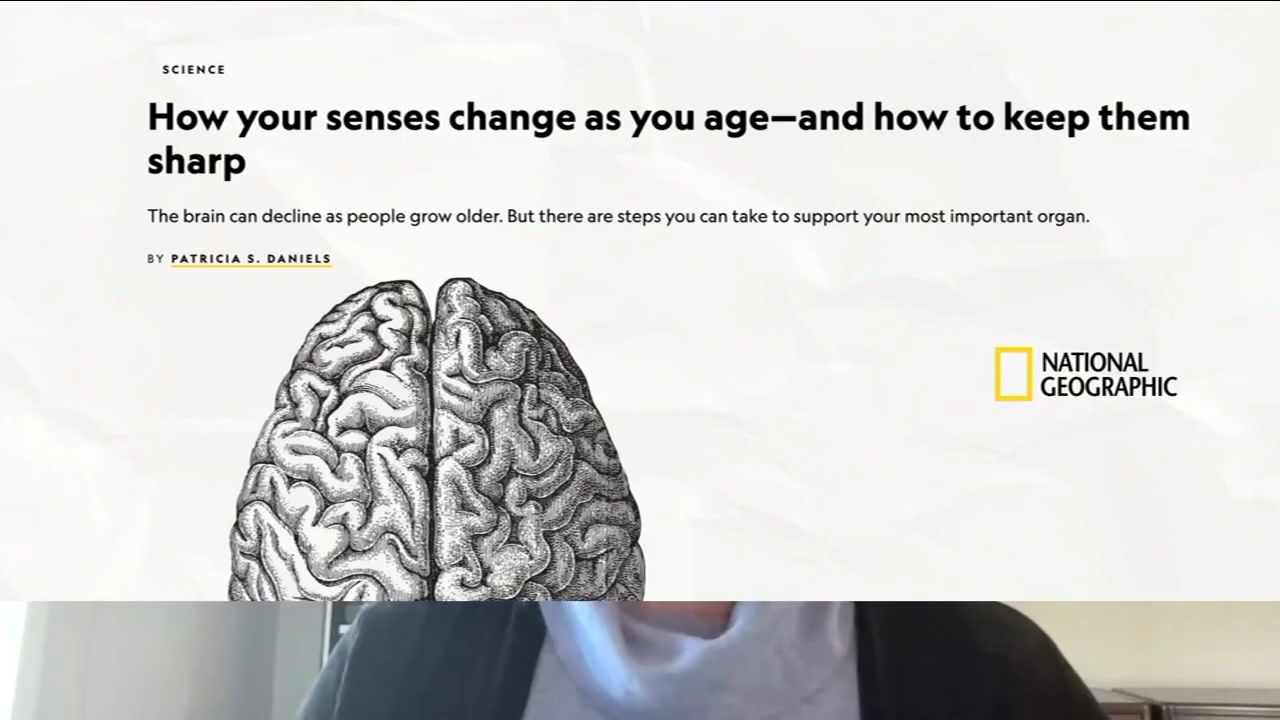 SCIENCE
How your senses change as you age—and how to keep them
sharp
The brain can decline as people grow older. But there are steps you can take to support your most important organ.
BY PATRICIA S. DANIELS
NATIONAL
GEOGRAPHIC